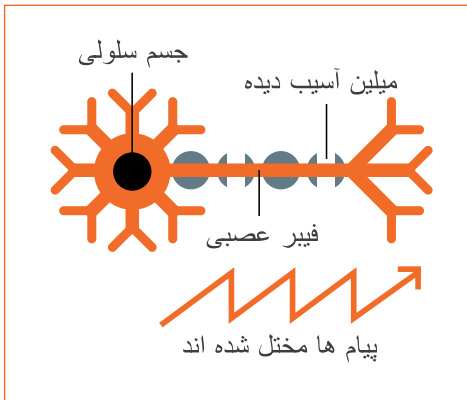 جسم سلولی
میلین آسیب دیده
فیبر عصبی
پیام ها مختل شده اند